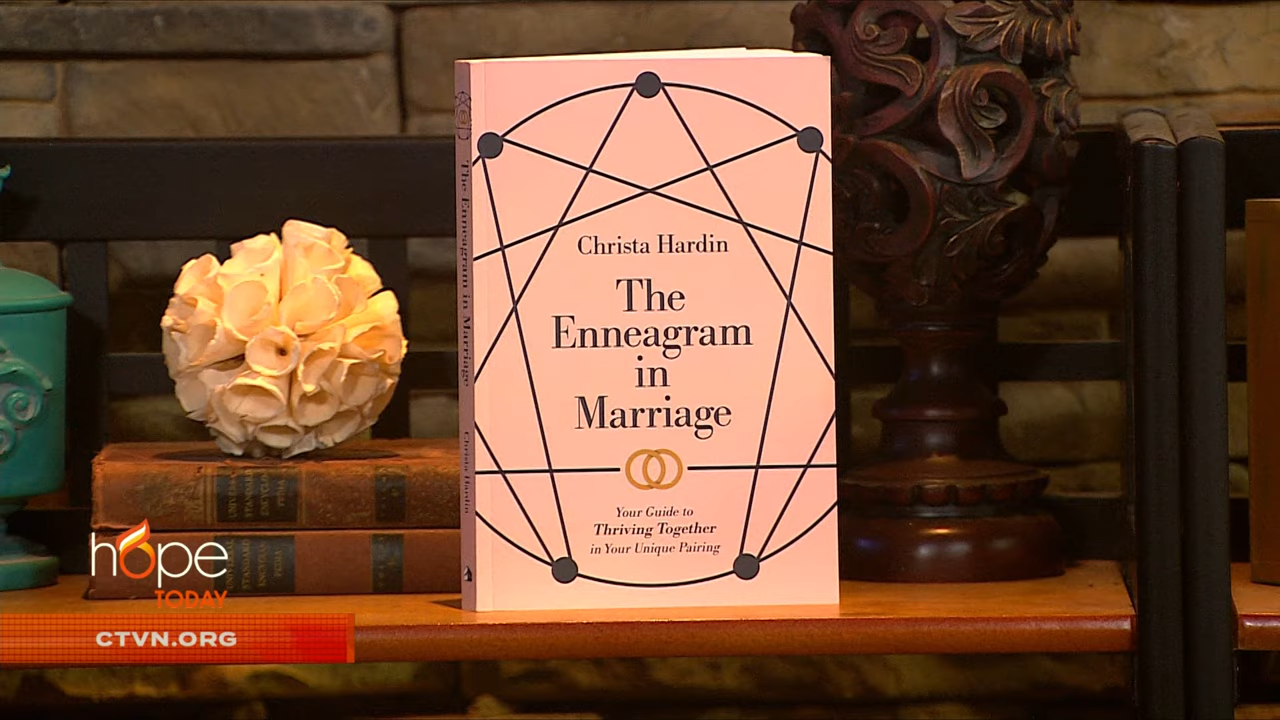 Christa Hardin
The
Enneagram
in
Marriage
Your Guide to
Thriving Together
in Your Unique Pairing
The Enneagram in Marriage
Christa Hardin
hope
TODAY
CTVN.ORG